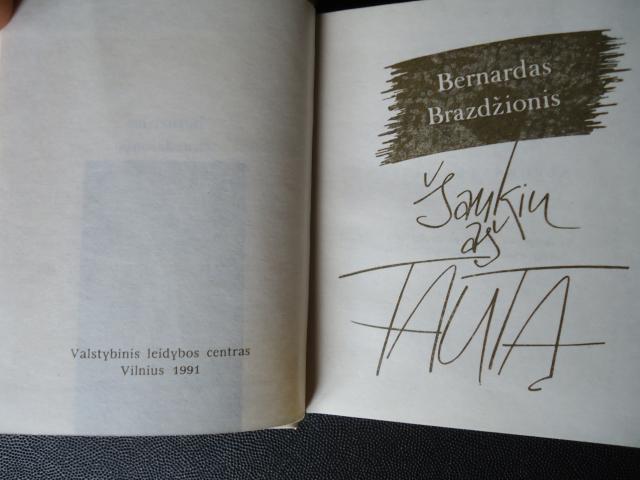 Valstybinis leidybos centras
Vilnius 1991
Bernardas
Brazdžionis
Šaukiu
aš
TAUTĄ